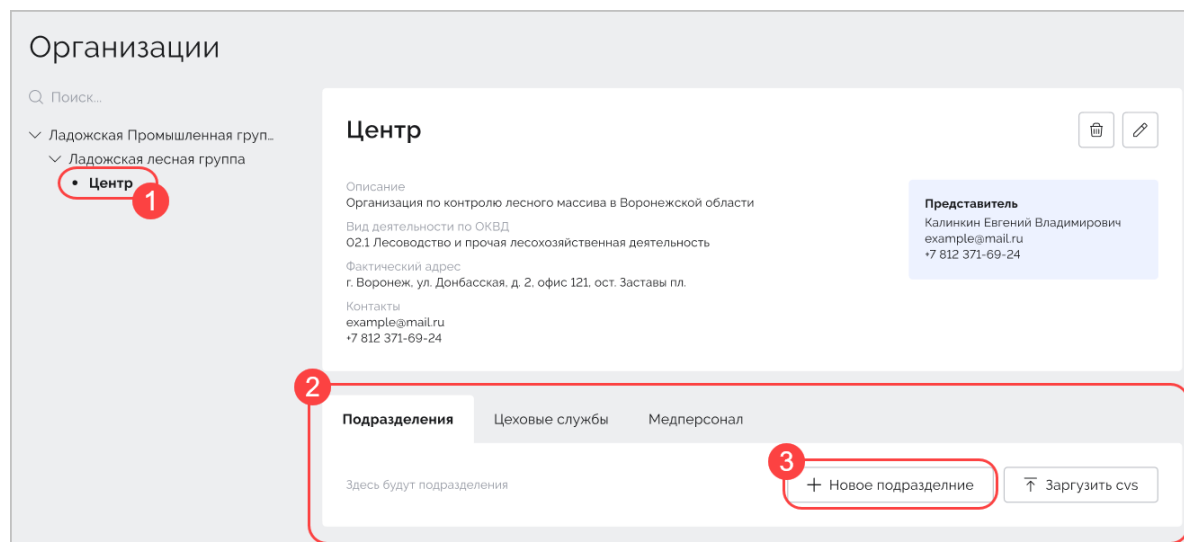 Организации
Поиск...
Ладожская Промышленная груп...
Ладожская лесная группа
• Центр
1
Центр
Описание
Организация по контролю лесного массива в Воронежской области
Вид деятельности по ОКВД
02.1 Лесоводство и прочая лесохозяйственная деятельность
Фактический адрес
г. Воронеж, ул. Донбасская, д. 2, офис 121, ост. Заставы пл.
Контакты
example@mail.ru
+7 812 371-69-24
Представитель
Калинкин Евгений Владимирович
example@mail.ru
+7 812 371-69-24
2
Подразделения Цеховые службы Медперсонал
3
Здесь будут подразделения + Новое подразделние Заргузить cvs